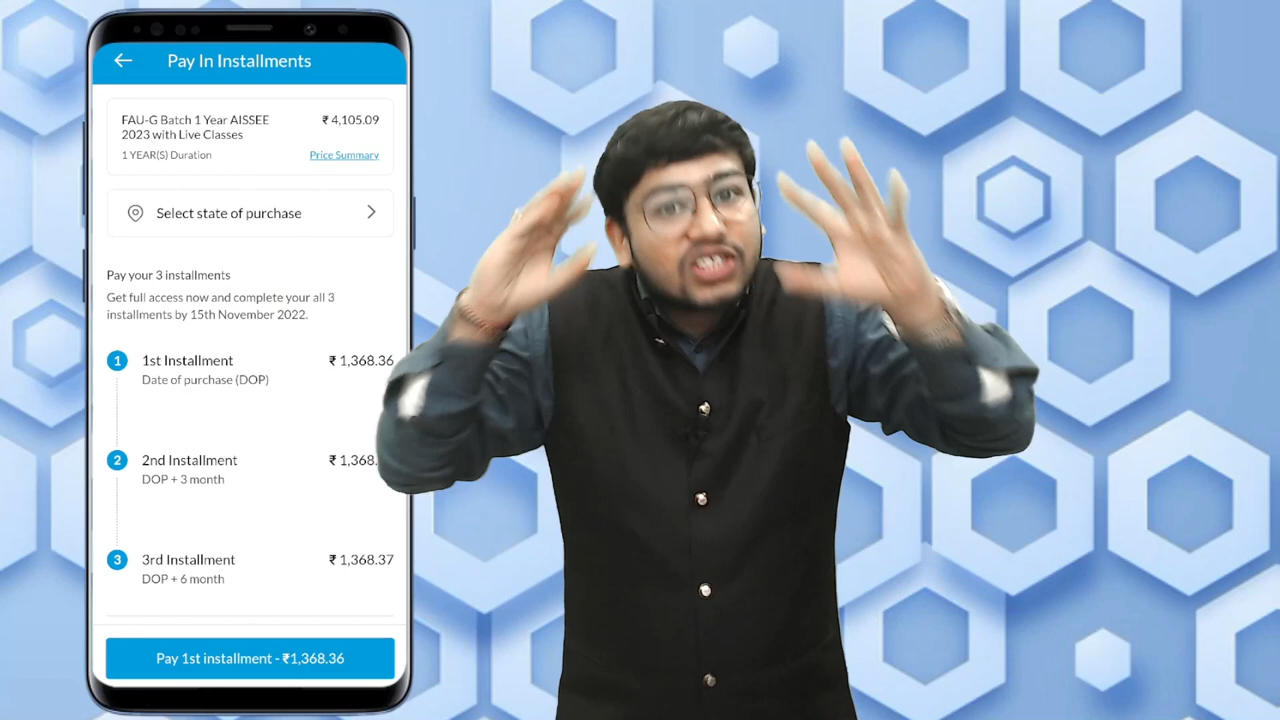 Pay In Installments
FAU-G Batch 1 Year AISSEE ₹ 4,105.09
2023 with Live Classes
1 YEAR(S) Duration Price Summary
Select state of purchase
Pay your 3 installments
Get full access now and complete your all 3
installments by 15th November 2022.
1 1st Installment ₹ 1,368.36
Date of purchase (DOP)
2 2nd Installment ₹ 1,368.
DOP + 3 month
3 3rd Installment ₹ 1,368.37
DOP + 6 month
Pay 1st installment - ₹1,368.36